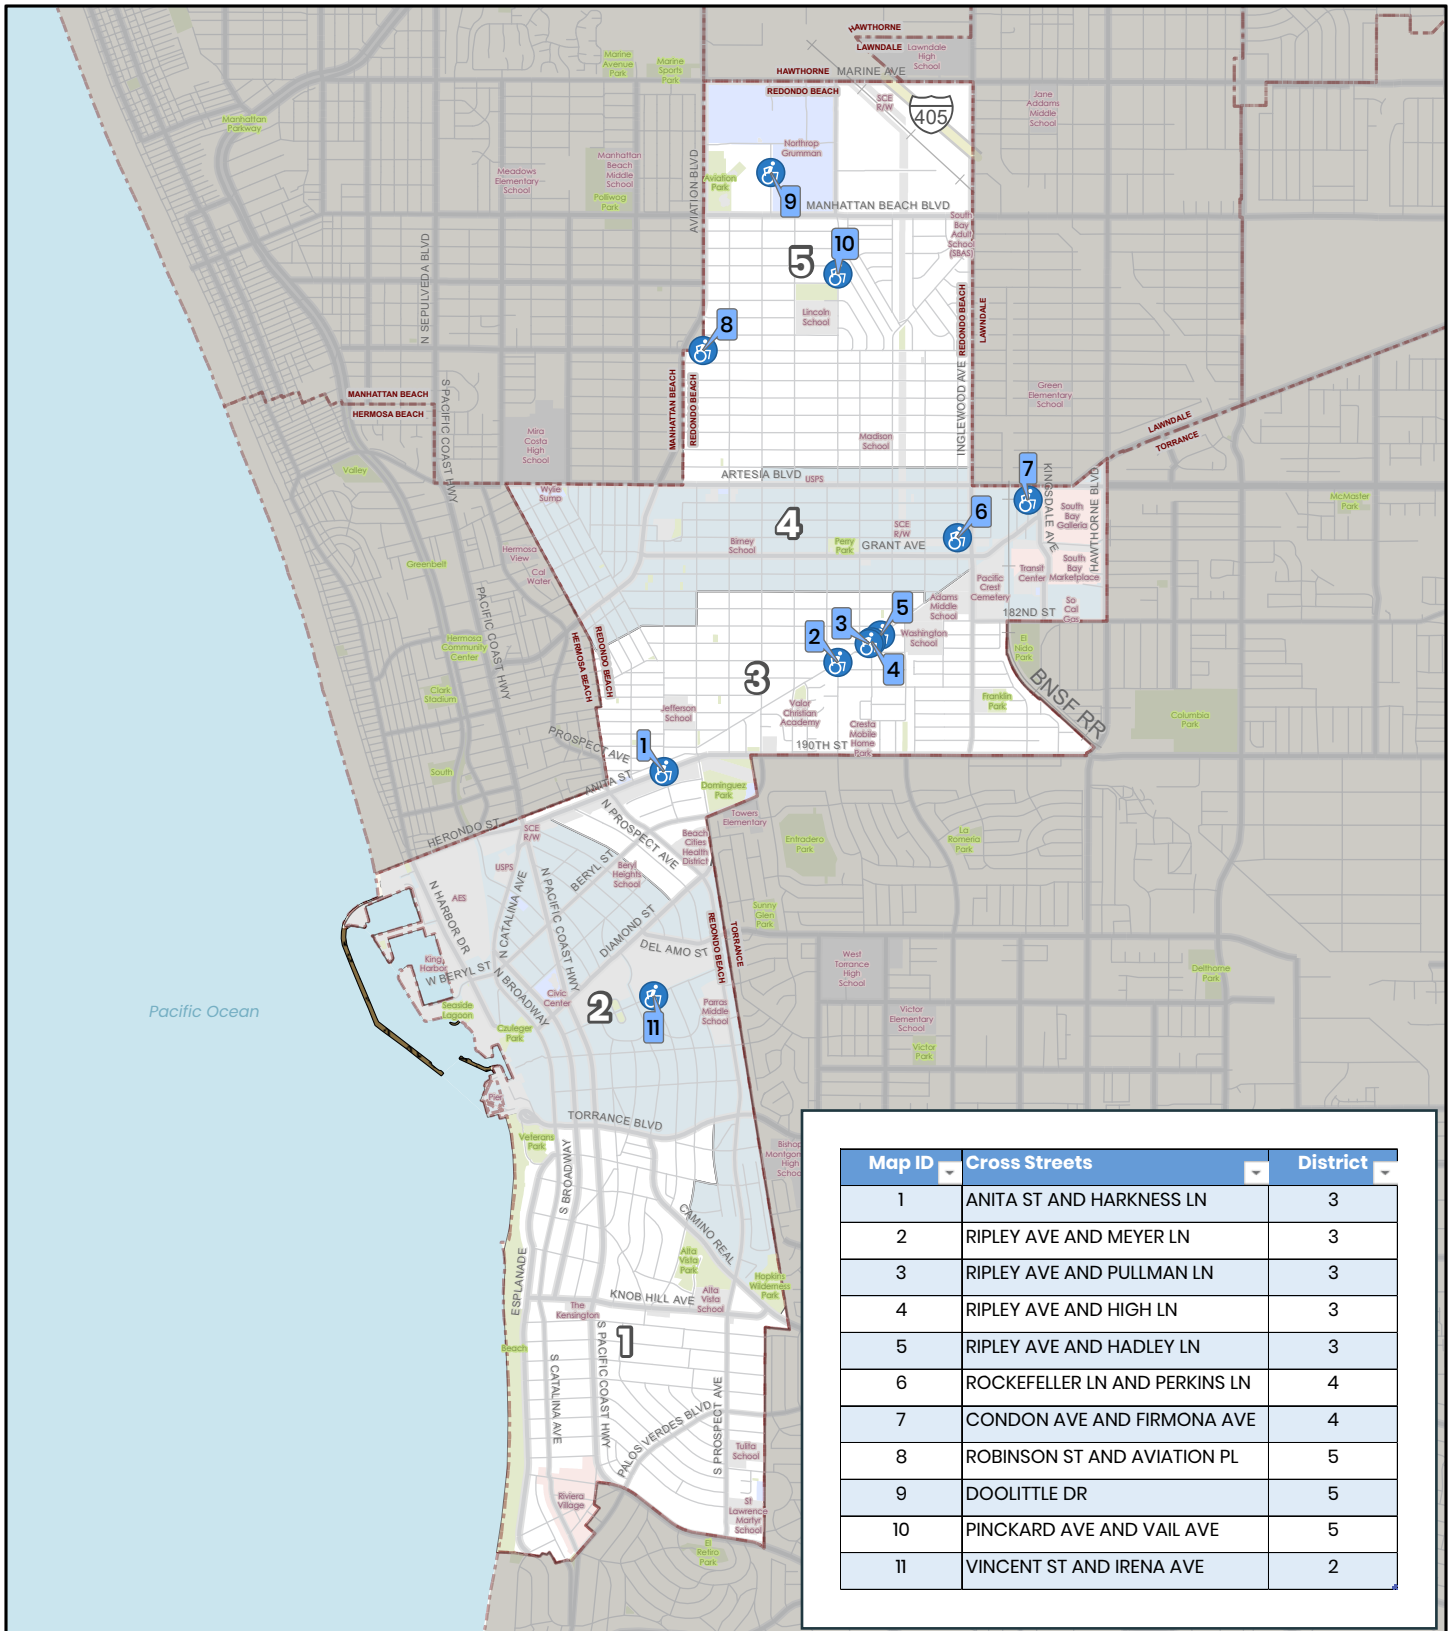 HAWTHORNE
LAWNDALE
Lawndale
High
School
HAWTHORNE
MARINE AVE
REDONDO BEACH
Marine
Avenue
Park
Marine
Sports
Park
SCE
R/W
405
Jane
Addams
Middle
School
Manhattan
Parkway
Northrop
Grumman
Manhattan
Beach
Middle
School
Polliwog
Park
Meadows
Elementary
School
AVIATION BLVD
Aviation
Park
9
MANHATTAN BEACH BLVD
South
Bay
Adult
School
(SBAS)
10
5
N SEPULVEDA BLVD
Lincoln
School
8
REDONDO BEACH
LAWNDALE
INGLEWOOD AVE
MANHATTAN BEACH
REDONDO BEACH
MANHATTAN BEACH
HERMOSA BEACH
S PACIFIC COAST HWY
Green
Elementary
School
LAWNDALE
TORRANCE
Mira
Costa
High
School
Madison
School
Valley
ARTESIA BLVD
USPS
7
KINGSDALE AVE
HAWTHORNE BLVD
Wylie
Sump
McMaster
Park
4
6
South
Bay
Galleria
SCE
R/W
Birney
School
Perry
Park
GRANT AVE
Hermosa
View
Cal
Water
Greenbelt
Transit
Center
South
Bay
Marketplace
Pacific
Crest
Cemetery
PACIFIC COAST HWY
Adams
Middle
School
182ND ST
So
Cal
Gas
5
3
2
4
Washington
School
El
Nido
Park
Hermosa
Community
Center
HERMOSA BEACH
REDONDO BEACH
3
BNSF RR
Clark
Stadium
Jefferson
School
Valor
Christian
Academy
Franklin
Park
Columbia
Park
Cresta
Mobile
Home
Park
190TH ST
PROSPECT AVE
1
South
ANITA ST
Dominguez
Park
N PROSPECT AVE
Towers
Elementary
HERONDO ST
SCE
R/W
Beach
Cities
Health
District
Entradero
Park
La
Romeria
Park
USPS
BERYL ST
Beryl
Heights
School
AES
N HARBOR DR
N CATALINA AVE
N PACIFIC COAST HWY
DIAMOND ST
Sunny
Glen
Park
REDONDO BEACH
TORRANCE
DEL AMO ST
King
Harbor
W BERYL ST
N BROADWAY
West
Torrance
High
School
Delthorne
Park
Civic
Center
2
11
Seaside
Lagoon
Parras
Middle
School
Czuleger
Park
Pacific Ocean
Victor
Elementary
School
Victor
Park
Pier
TORRANCE BLVD
Veterans
Park
S BROADWAY
Bishop
Montgomery
High
School
CAMINO REAL
Alta
Vista
Park
ESPLANADE
Hopkins
Wilderness
Park
KNOB HILL AVE
Alta
Vista
School
The
Kensington
1
Beach
S CATALINA AVE
S PACIFIC COAST HWY
S PROSPECT AVE
PALOS VERDES BLVD
Tulita
School
Riviera
Village
St
Lawrence
Martyr
School
El
Retiro
Park
Map ID Cross Streets District
1 ANITA ST AND HARKNESS LN 3
2 RIPLEY AVE AND MEYER LN 3
3 RIPLEY AVE AND PULLMAN LN 3
4 RIPLEY AVE AND HIGH LN 3
5 RIPLEY AVE AND HADLEY LN 3
6 ROCKEFELLER LN AND PERKINS LN 4
7 CONDON AVE AND FIRMONA AVE 4
8 ROBINSON ST AND AVIATION PL 5
9 DOOLITTLE DR 5
10 PINCKARD AVE AND VAIL AVE 5
11 VINCENT ST AND IRENA AVE 2